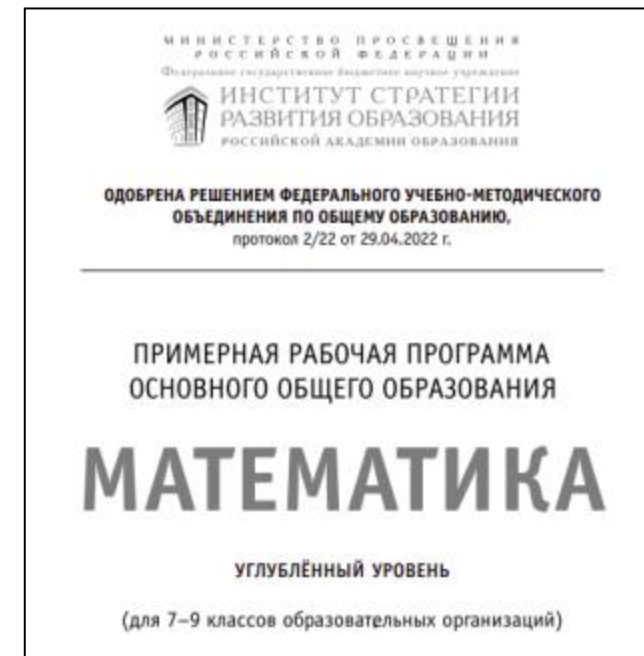 МИНИСТЕРСТВО ПРОСВЕЩЕНИЯ
РОССИЙСКОЙ ФЕДЕРАЦИИ
Федеральное государственное бюджетное научное учреждение
ИНСТИТУТ СТРАТЕГИИ
РАЗВИТИЯ ОБРАЗОВАНИЯ
РОССИЙСКОЙ АКАДЕМИИ ОБРАЗОВАНИЯ
ОДОБРЕНА РЕШЕНИЕМ ФЕДЕРАЛЬНОГО УЧЕБНО-МЕТОДИЧЕСКОГО
ОБЪЕДИНЕНИЯ ПО ОБЩЕМУ ОБРАЗОВАНИЮ,
протокол 2/22 от 29.04.2022 г.
ПРИМЕРНАЯ РАБОЧАЯ ПРОГРАММА
ОСНОВНОГО ОБЩЕГО ОБРАЗОВАНИЯ
МАТЕМАТИКА
УГЛУБЛЁННЫЙ УРОВЕНЬ
(для 7–9 классов образовательных организаций)